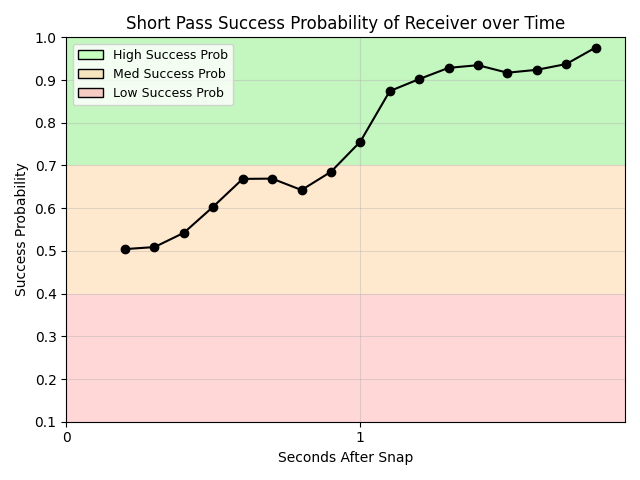 Short Pass Success Probability of Receiver over Time
High Success Prob
Med Success Prob
Low Success Prob
Success Probability
1.0
0.9
0.8
0.7
0.6
0.5
0.4
0.3
0.2
0.1
0
1
Seconds After Snap